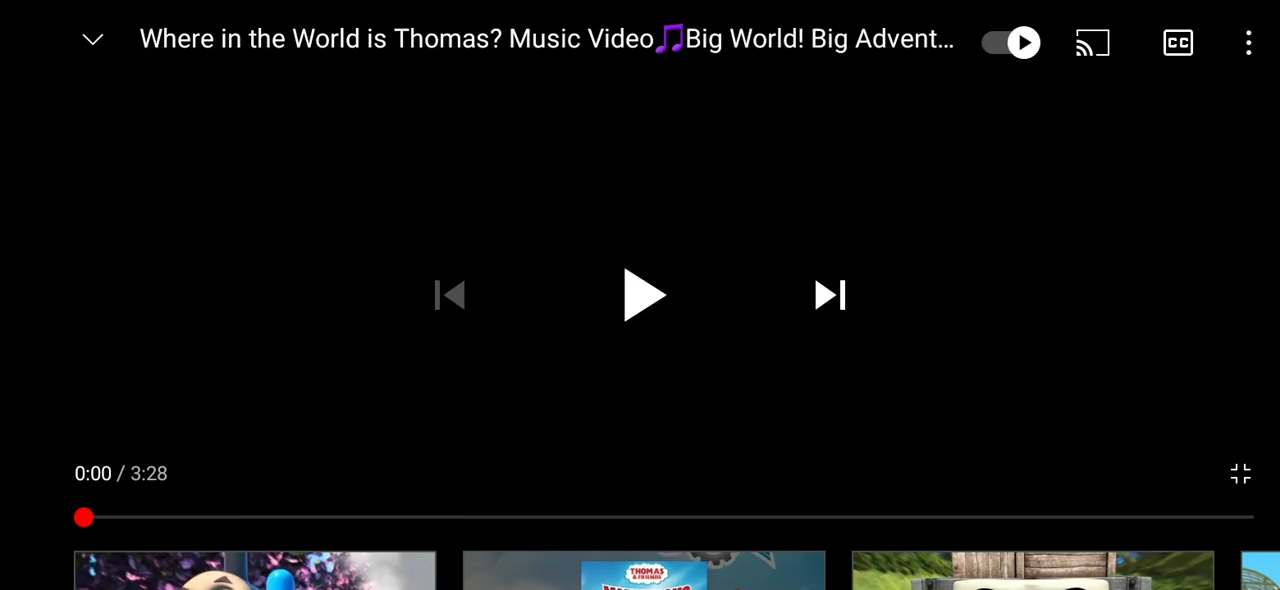 Where in the World is Thomas? Music Video🎵Big World! Big Advent...
CC
0:00 / 3:28
THOMAS
& FRIENDS